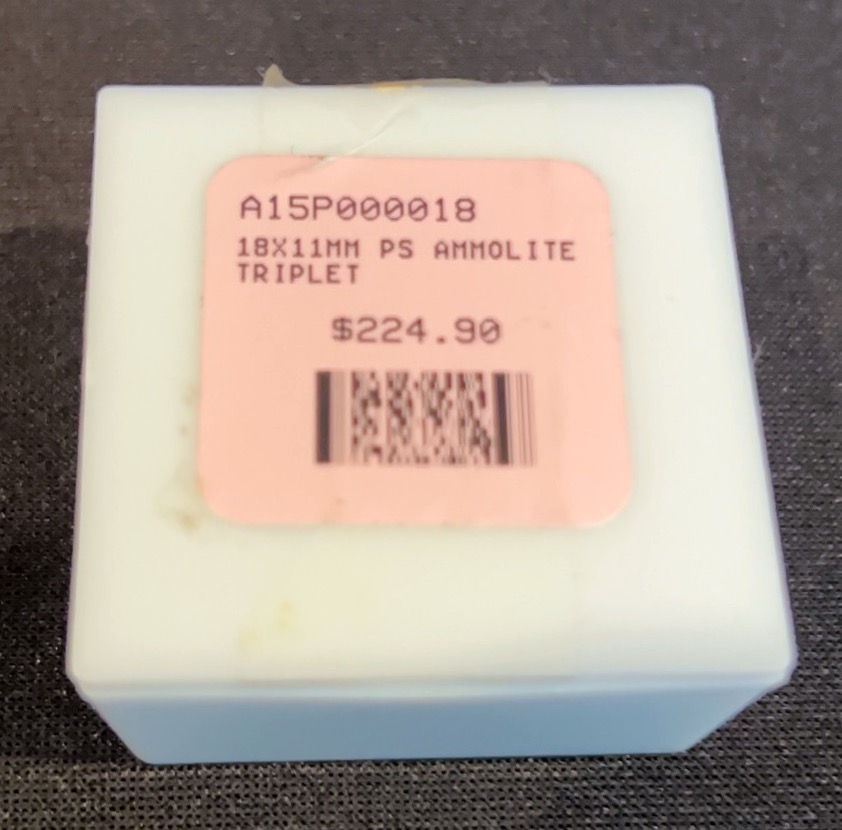 A15P000018
18X11MM PS AMMOLITE
TRIPLET
$224.90